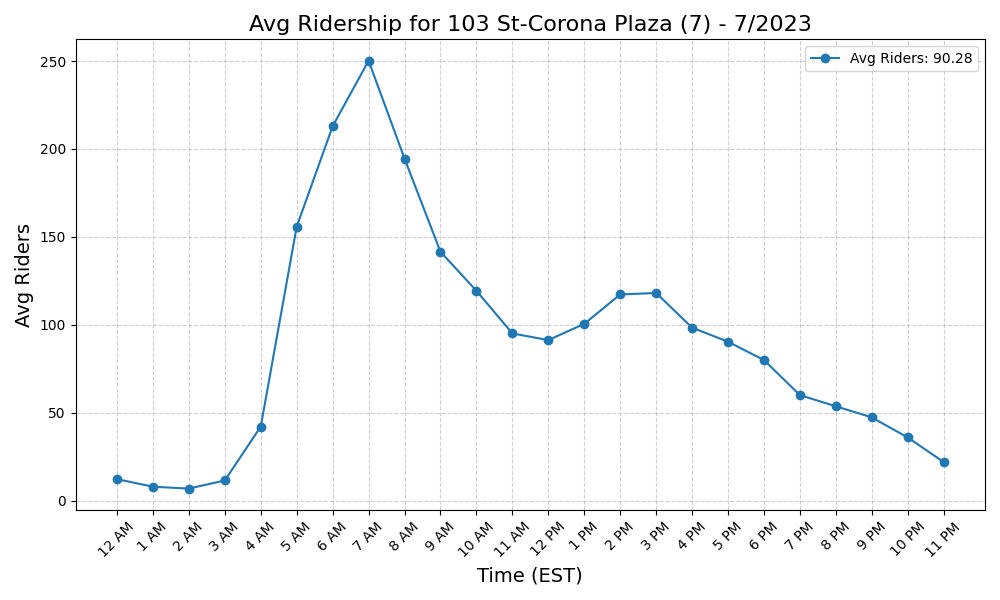 Avg Ridership for 103 St-Corona Plaza (7) - 7/2023
Avg Riders: 90.28
Avg Riders
250
200
150
100
50
0
12 AM 1 AM 2 AM 3 AM 4 AM 5 AM 6 AM 7 AM 8 AM 9 AM 10 AM 11 AM 12 PM 1 PM 2 PM 3 PM 4 PM 5 PM 6 PM 7 PM 8 PM 9 PM 10 PM 11 PM
Time (EST)